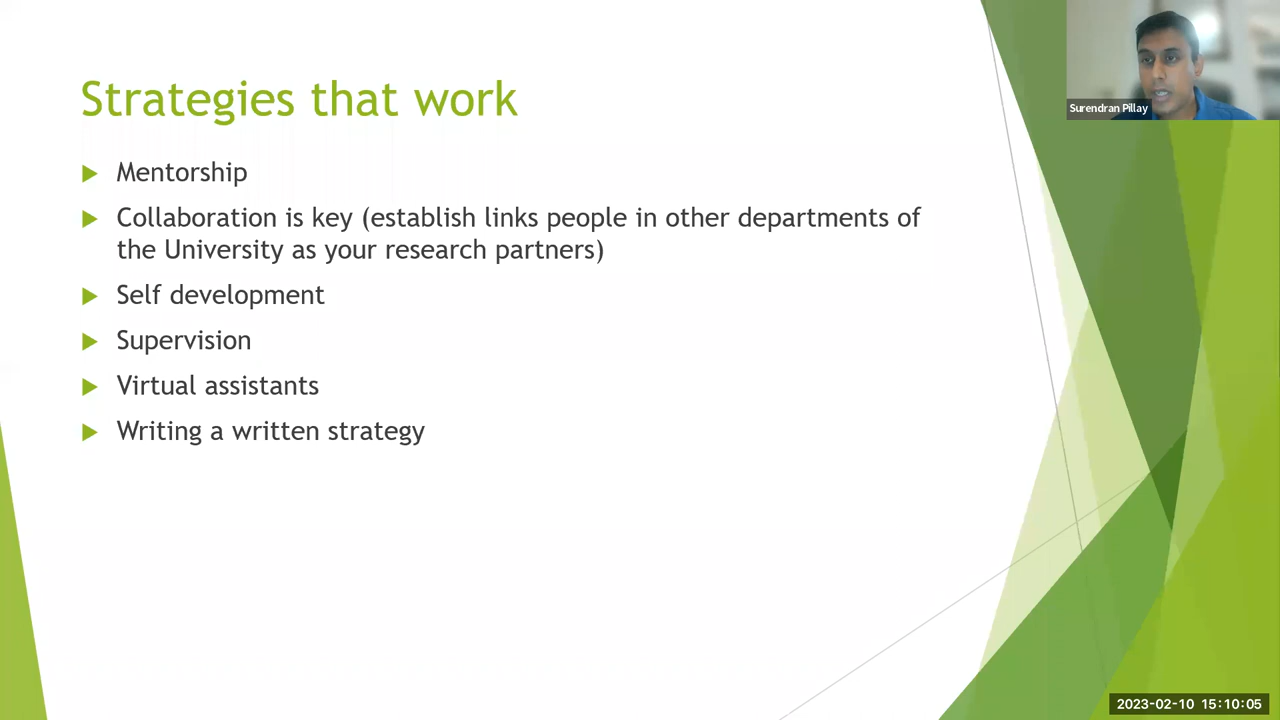 Strategies that work
Mentorship
Collaboration is key (establish links people in other departments of
the University as your research partners)
Self development
Supervision
Virtual assistants
Writing a written strategy
Surendran Pillay
2023-02-10 15:10:05